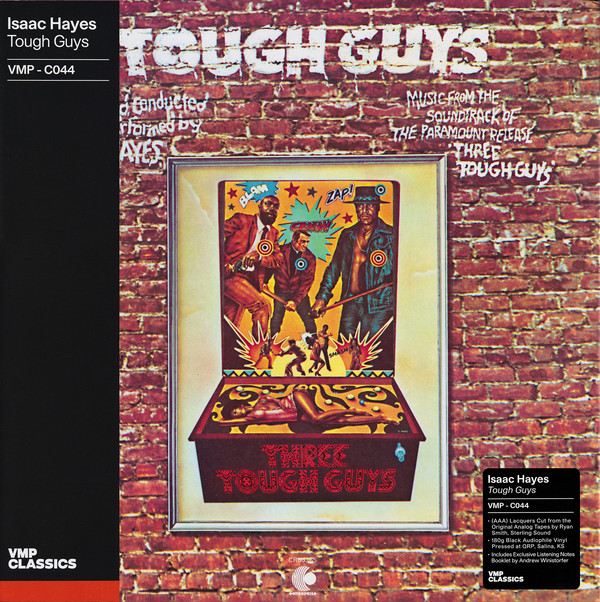 Isaac Hayes
Tough Guys
VMP - C044
TOUGH GUYS
conducted
rformed by
AYES
MUSIC FROM THE
SOUNDTRACK OF
THE PARAMOUNT RELEASE
'THREE
TOUGH GUYS'
BLAM
ZAP!
THREE
TOUGH GUYS
Isaac Hayes
Tough Guys
VMP - C044
• (AAA) Lacquers Cut from the
Original Analog Tapes by Ryan
Smith, Sterling Sound
• 180g Black Audiophile Vinyl
Pressed at QRP, Salina, KS
• Includes Exclusive Listening Notes
Booklet by Andrew Winistorfer
VMP
CLASSICS
VMP
CLASSICS
ENTERPRISE